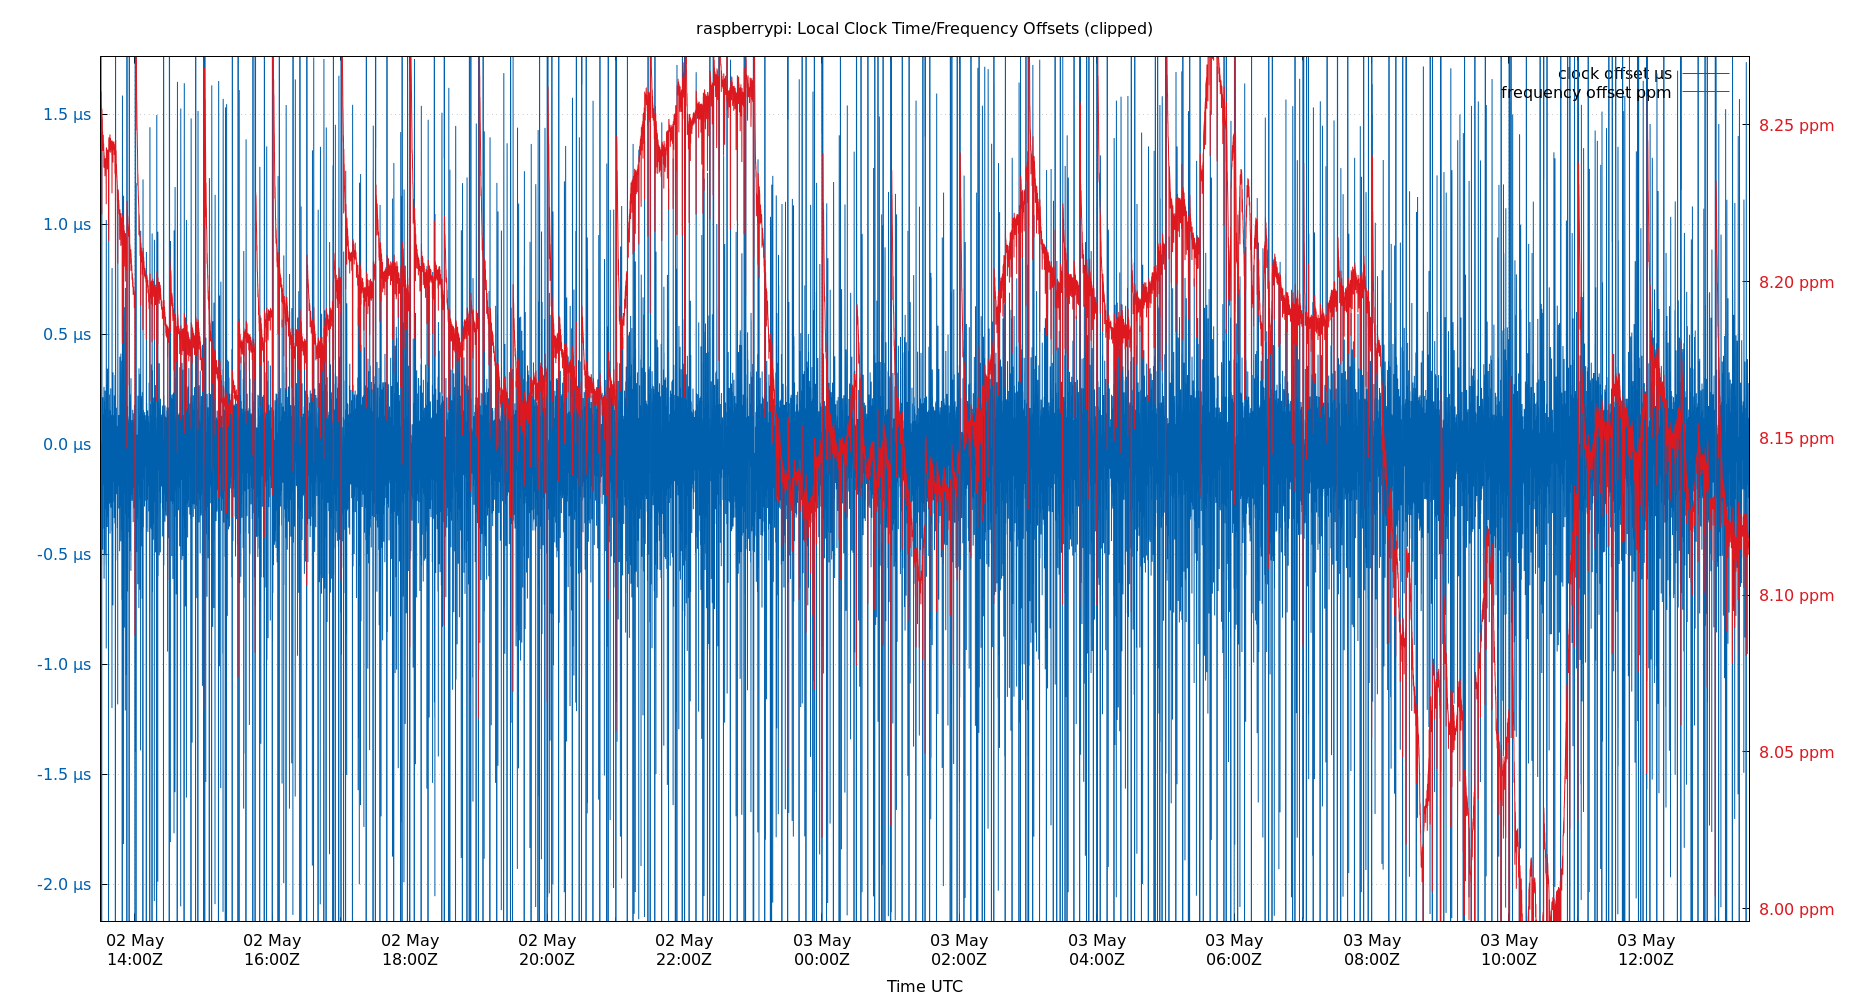 raspberrypi: Local Clock Time/Frequency Offsets (clipped)
clock offset µs
frequency offset ppm
1.5 µs
1.0 µs
0.5 µs
0.0 µs
-0.5 µs
-1.0 µs
-1.5 µs
-2.0 µs
8.25 ppm
8.20 ppm
8.15 ppm
8.10 ppm
8.05 ppm
8.00 ppm
02 May 02 May 02 May 02 May 02 May 03 May 03 May 03 May 03 May 03 May 03 May 03 May
14:00Z 16:00Z 18:00Z 20:00Z 22:00Z 00:00Z 02:00Z 04:00Z 06:00Z 08:00Z 10:00Z 12:00Z
Time UTC